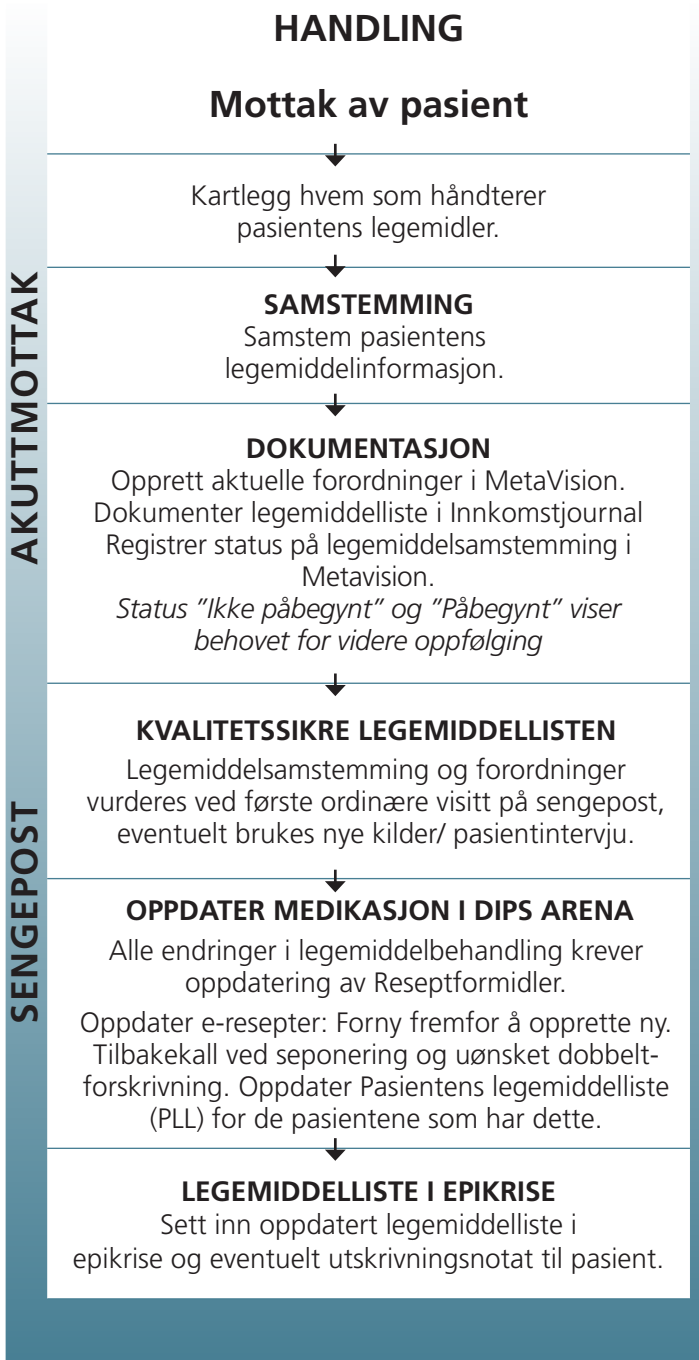 HANDLING
Mottak av pasient
Kartlegg hvem som håndterer
pasientens legemidler.
AKUTTMOTTAK
SAMSTEMMING
Samstem pasientens
legemiddelinformasjon.
DOKUMENTASJON
Opprett aktuelle forordninger i MetaVision.
Dokumenter legemiddelliste i Innkomstjournal
Registrer status på legemiddelsamstemming i
Metavision.
Status ”Ikke påbegynt” og ”Påbegynt” viser
behovet for videre oppfølging
SENGEPOST
KVALITETSSIKRE LEGEMIDDELLISTEN
Legemiddelsamstemming og forordninger
vurderes ved første ordinære visitt på sengepost,
eventuelt brukes nye kilder/ pasientintervju.
OPPDATER MEDIKASJON I DIPS ARENA
Alle endringer i legemiddelbehandling krever
oppdatering av Reseptformidler.
Oppdater e-resepter: Forny fremfor å opprette ny.
Tilbakekall ved seponering og uønsket dobbelt-
forskrivning. Oppdater Pasientens legemiddelliste
(PLL) for de pasientene som har dette.
LEGEMIDDELLISTE I EPIKRISE
Sett inn oppdatert legemiddelliste i
epikrise og eventuelt utskrivningsnotat til pasient.